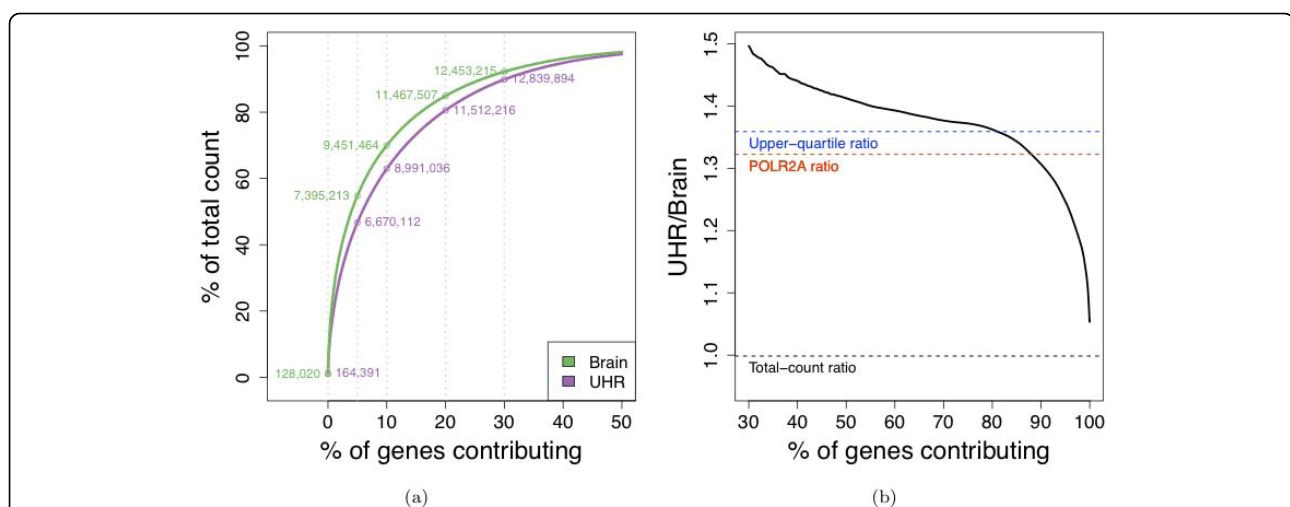 % of total count
100
80
60
40
20
0
12,453,215
12,839,894
11,467,507
11,512,216
9,451,464
8,991,036
7,395,213
6,670,112
128,020
164,391
Brain
UHR
0 10 20 30 40 50
% of genes contributing
(a)
UHR/Brain
1.5
1.4
1.3
1.2
1.1
1.0
Upper-quartile ratio
POLR2A ratio
Total-count ratio
30 40 50 60 70 80 90 100
% of genes contributing
(b)